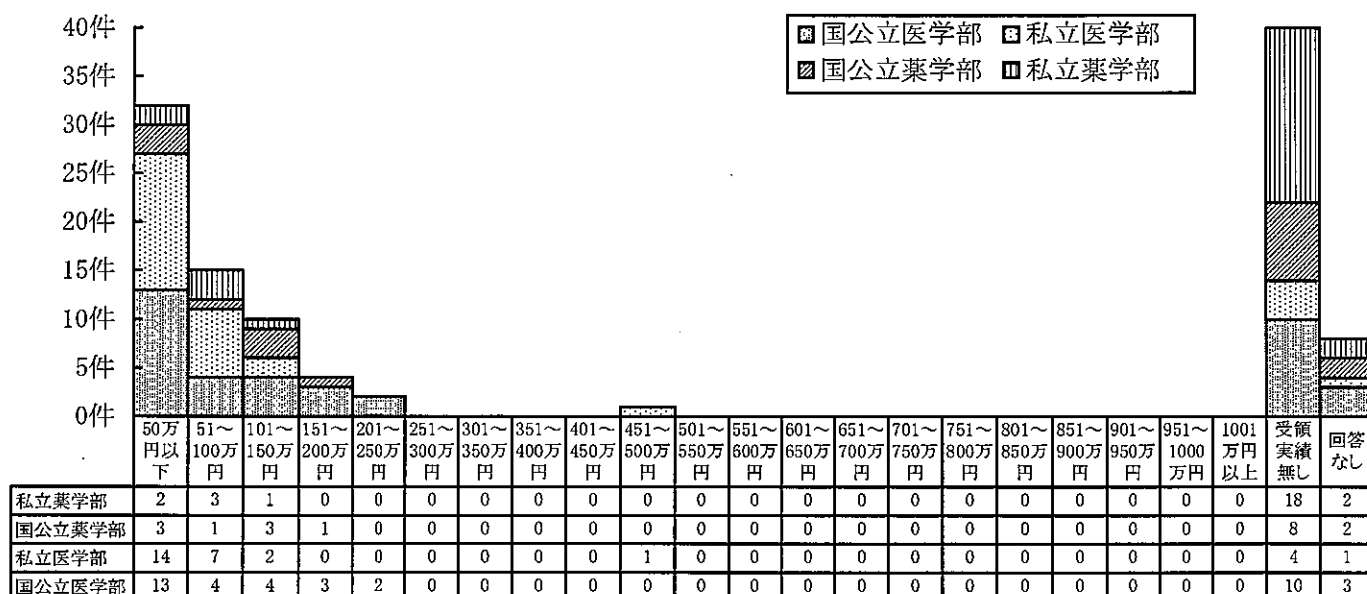 40件
35件
30件
25件
20件
15件
10件
5件
0件
国公立医学部 私立医学部
国公立薬学部 私立薬学部
50万円以下 51～100万円 101～150万円 151～200万円 201～250万円 251～300万円 301～350万円 351～400万円 401～450万円 451～500万円 501～550万円 551～600万円 601～650万円 651～700万円 701～750万円 751～800万円 801～850万円 851～900万円 901～950万円 951～1000万円 1001万円以上 受領実績無し 回答なし
私立薬学部 2 3 1 0 0 0 0 0 0 0 0 0 0 0 0 0 0 0 0 0 0 18 2
国公立薬学部 3 1 3 1 0 0 0 0 0 0 0 0 0 0 0 0 0 0 0 0 0 8 2
私立医学部 14 7 2 0 0 0 0 0 0 1 0 0 0 0 0 0 0 0 0 0 0 4 1
国公立医学部 13 4 4 3 2 0 0 0 0 0 0 0 0 0 0 0 0 0 0 0 0 10 3